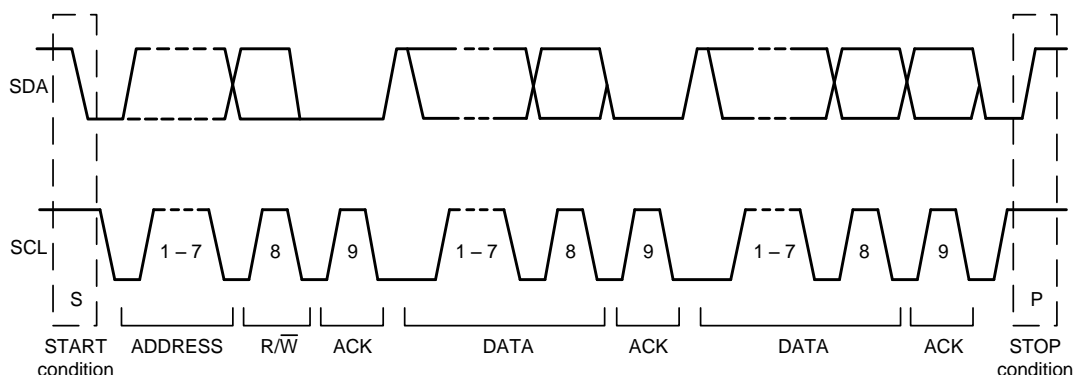 SDA
SCL
1 – 7
8
9
1 – 7
8
9
1 – 7
8
9
S
P
START
condition
ADDRESS
R/W̅
ACK
DATA
ACK
DATA
ACK
STOP
condition